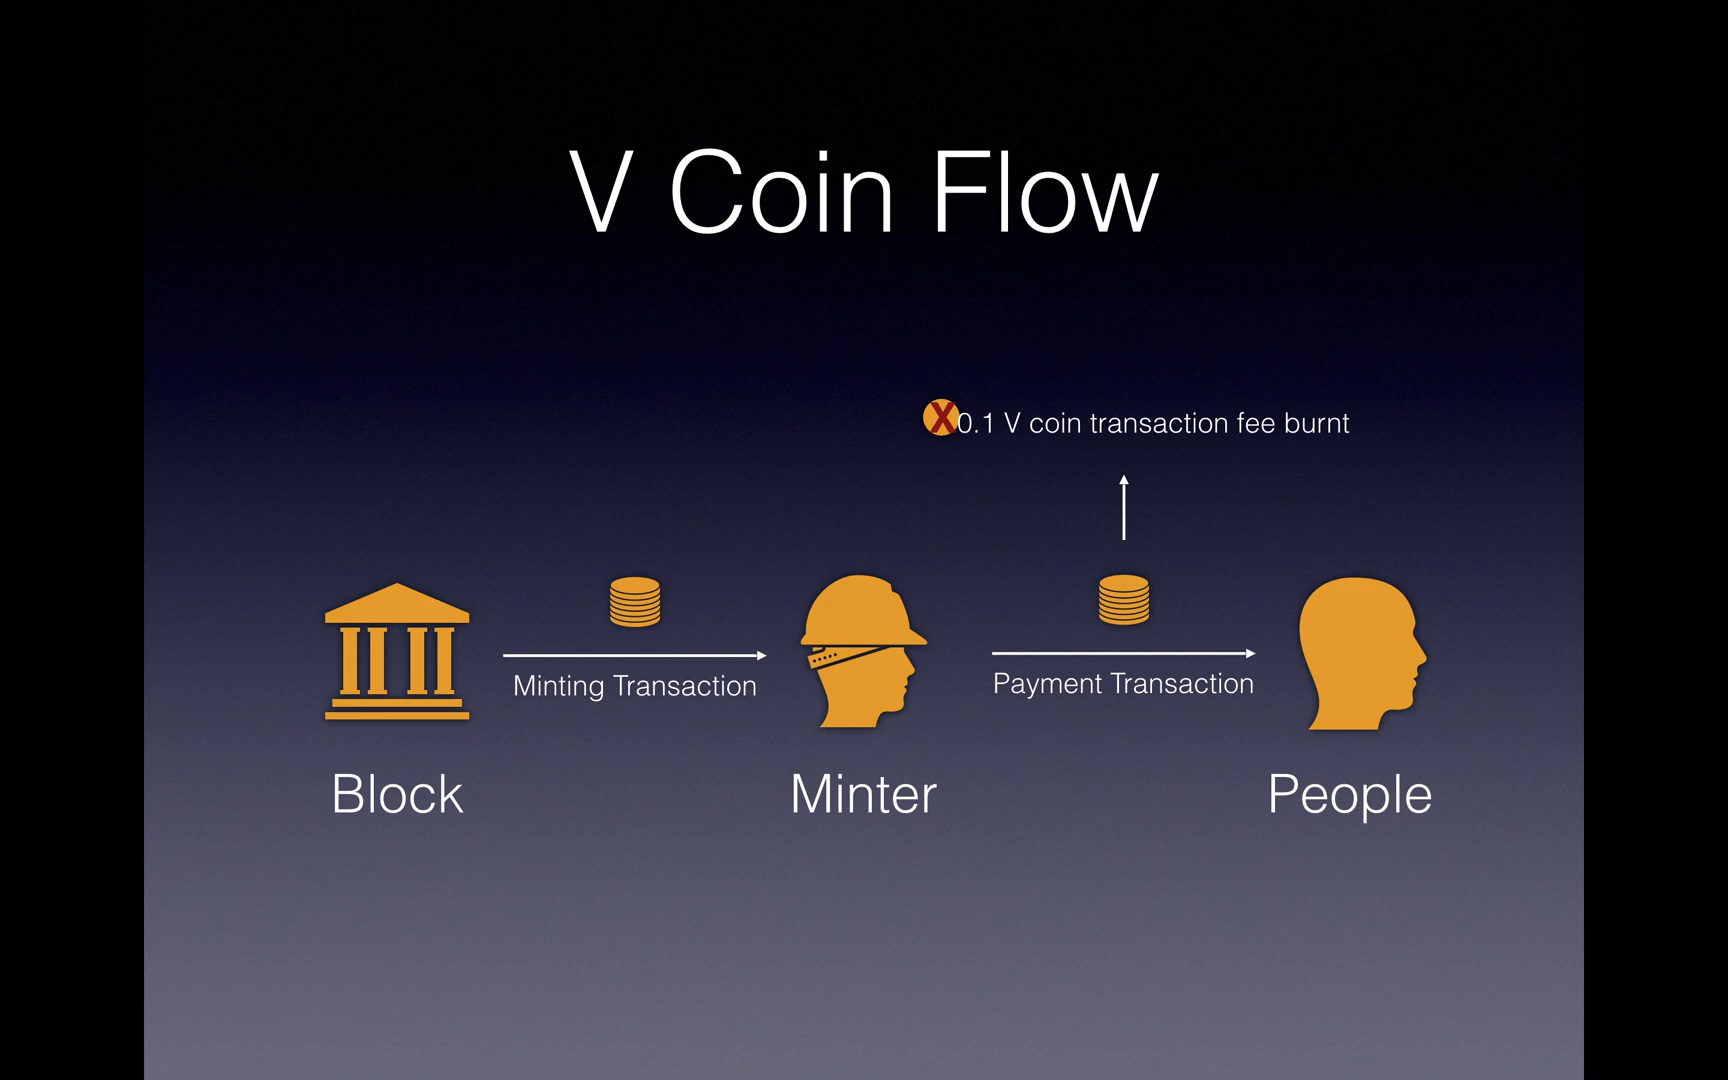 V Coin Flow
X 0.1 V coin transaction fee burnt
Minting Transaction
Payment Transaction
Block
Minter
People